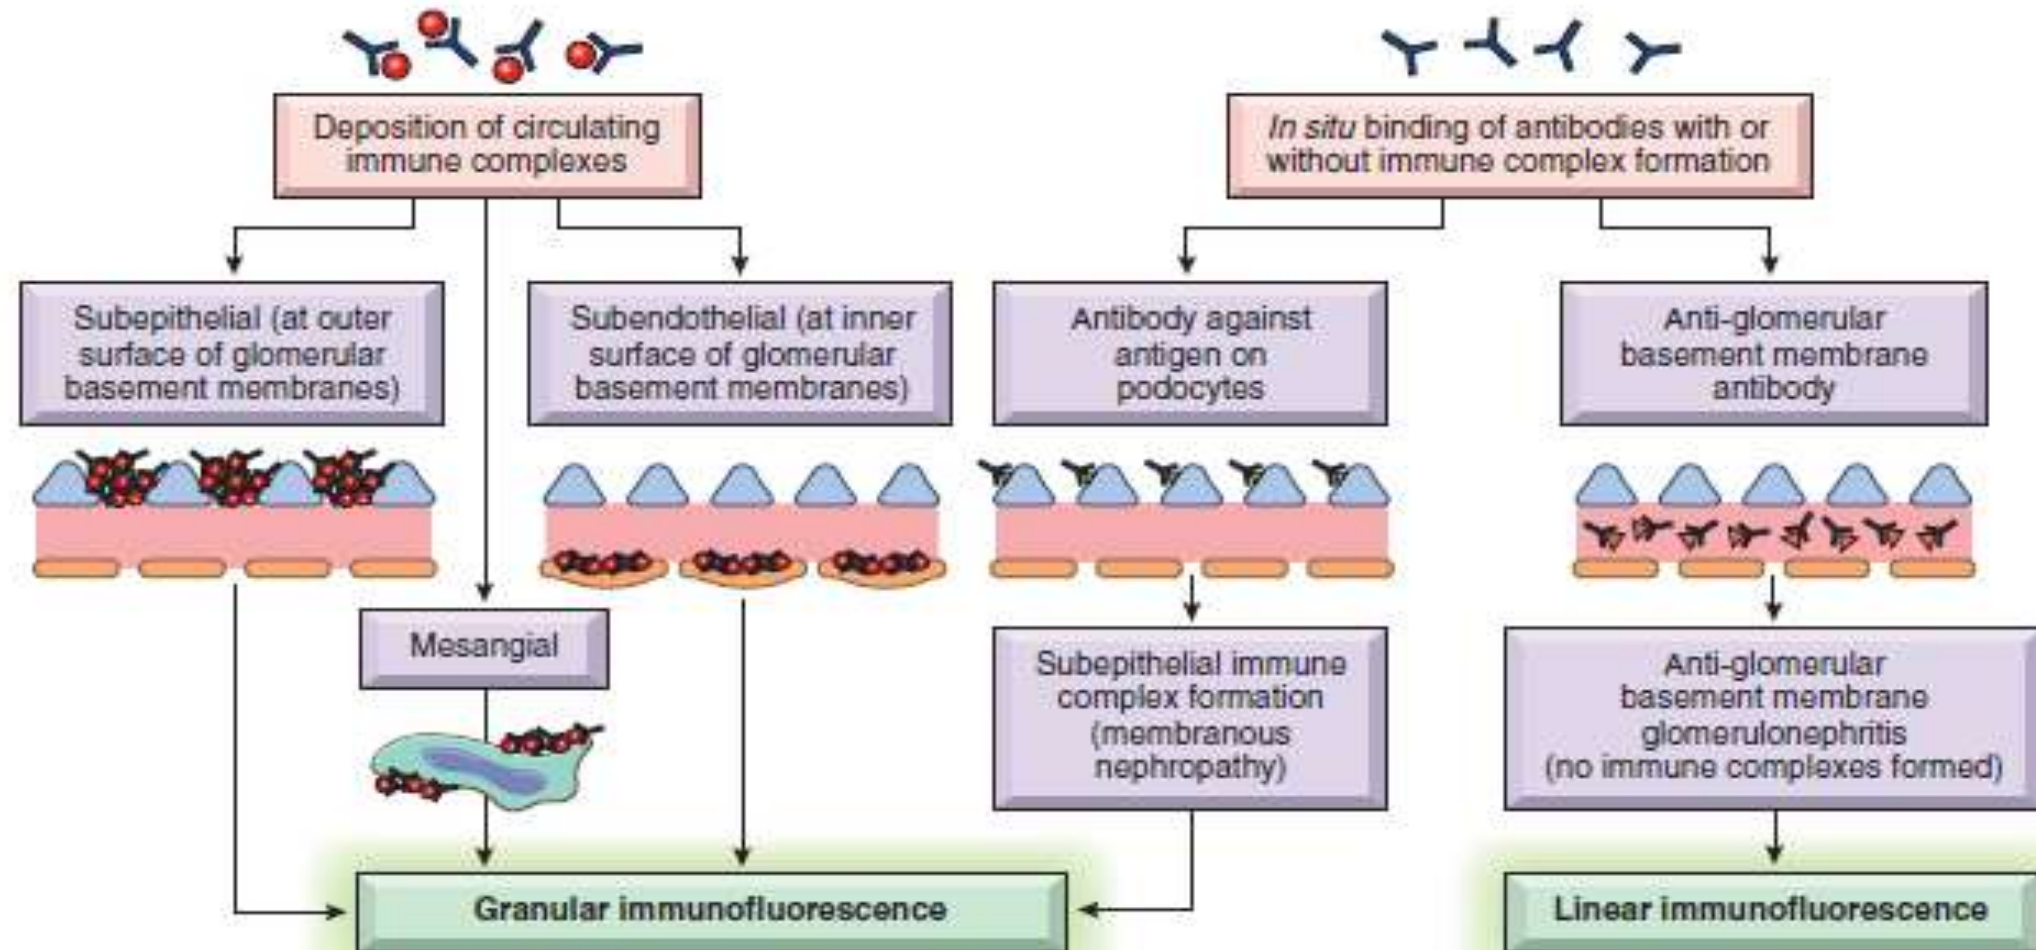 Deposition of circulating
immune complexes
In situ binding of antibodies with or
without immune complex formation
Subepithelial (at outer
surface of glomerular
basement membranes)
Subendothelial (at inner
surface of glomerular
basement membranes)
Antibody against
antigen on
podocytes
Anti-glomerular
basement membrane
antibody
Mesangial
Subepithelial immune
complex formation
(membranous
nephropathy)
Anti-glomerular
basement membrane
glomerulonephritis
(no immune complexes formed)
Granular immunofluorescence
Linear immunofluorescence